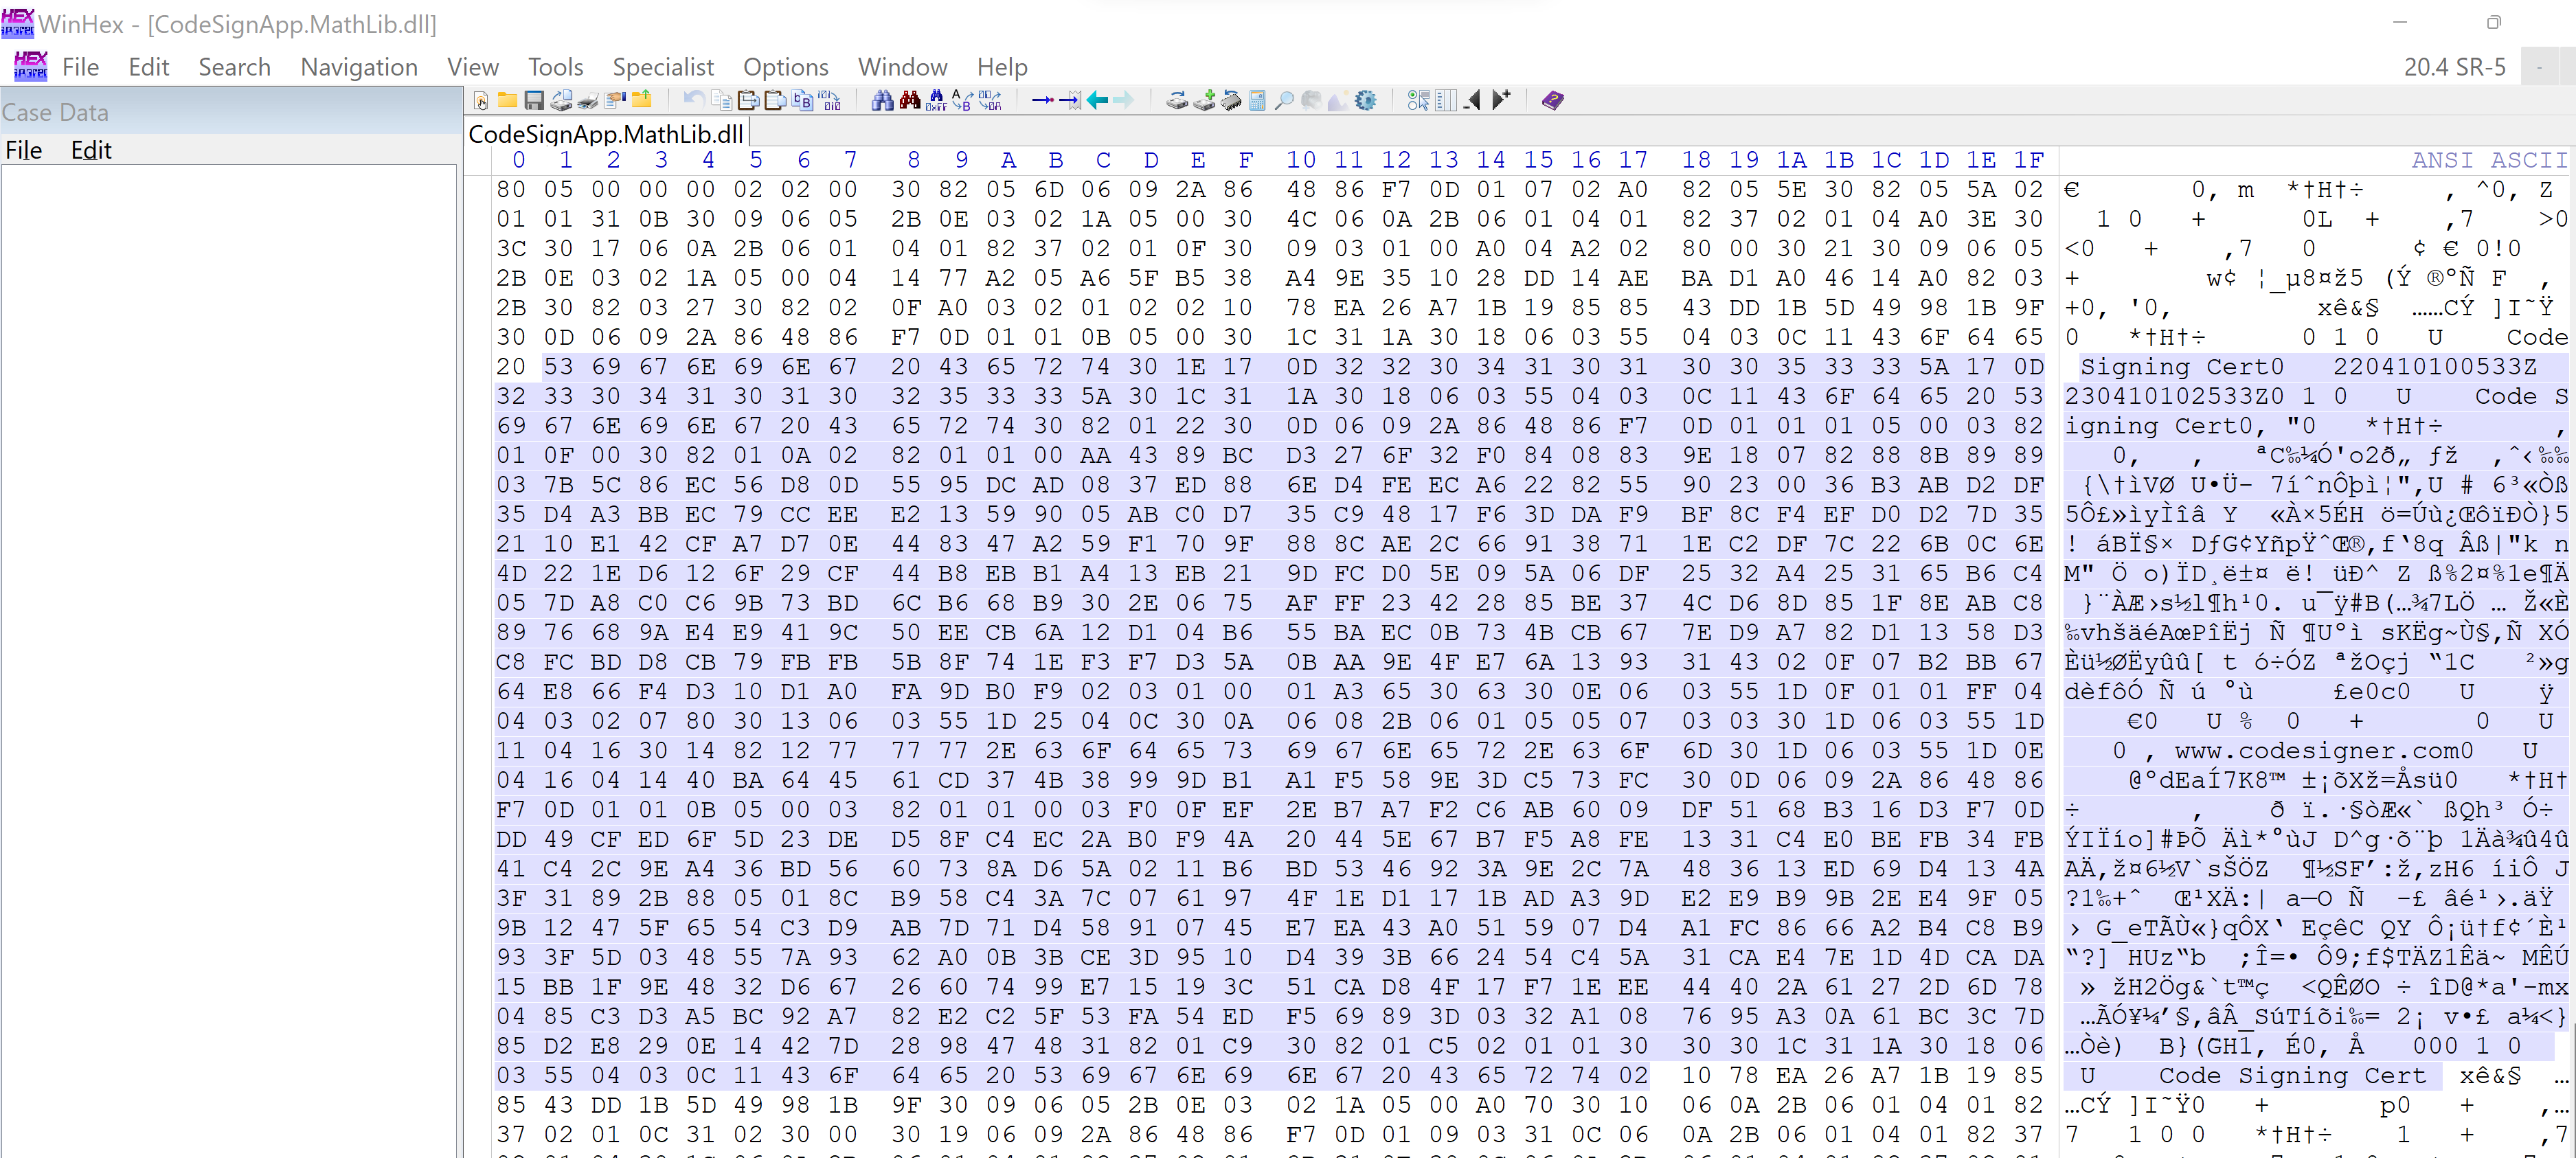 WinHex - [CodeSignApp.MathLib.dll]
File Edit Search Navigation View Tools Specialist Options Window Help 20.4 SR-5
Case Data
File Edit
CodeSignApp.MathLib.dll
0 1 2 3 4 5 6 7 8 9 A B C D E F 10 11 12 13 14 15 16 17 18 19 1A 1B 1C 1D 1E 1F ANSI ASCII
80 05 00 00 00 02 02 00 30 82 05 6D 06 09 2A 86 48 86 F7 0D 01 07 02 A0 82 05 5E 30 82 05 5A 02 € 0‚ m *†H†÷ ‚ ^0‚ Z
01 01 31 0B 30 09 06 05 2B 0E 03 02 1A 05 00 30 4C 06 0A 2B 06 01 04 01 82 37 02 01 04 A0 3E 30 1 0 + 0L + ‚7 >0
3C 30 17 06 0A 2B 06 01 04 01 82 37 02 01 0F 30 09 03 01 00 A0 04 A2 02 80 00 30 21 30 09 06 05 <0 + ‚7 0 ¢ € 0!0
2B 0E 03 02 1A 05 00 04 14 77 A2 05 A6 5F B5 38 A4 9E 35 10 28 DD 14 AE BA D1 A0 46 14 A0 82 03 + w¢ ¦_µ8¤ž5 (Ý ®ºÑ F ‚
2B 30 82 03 27 30 82 02 0F A0 03 02 01 02 02 10 78 EA 26 A7 1B 19 85 85 43 DD 1B 5D 49 98 1B 9F +0‚ '0‚ xê&§ ……CÝ ]I˜Ÿ
30 0D 06 09 2A 86 48 86 F7 0D 01 01 0B 05 00 30 1C 31 1A 30 18 06 03 55 04 03 0C 11 43 6F 64 65 0 *†H†÷ 0 1 0 U Code
20 53 69 67 6E 69 6E 67 20 43 65 72 74 30 1E 17 0D 32 32 30 34 31 30 31 30 30 35 33 33 5A 17 0D Signing Cert0 220410100533Z
32 33 30 34 31 30 31 30 32 35 33 33 5A 30 1C 31 1A 30 18 06 03 55 04 03 0C 11 43 6F 64 65 20 53 230410102533Z0 1 0 U Code S
69 67 6E 69 6E 67 20 43 65 72 74 30 82 01 22 30 0D 06 09 2A 86 48 86 F7 0D 01 01 01 05 00 03 82 igning Cert0‚ "0 *†H†÷ ‚
01 0F 00 30 82 01 0A 02 82 01 01 00 AA 43 89 BC D3 27 6F 32 F0 84 08 83 9E 18 07 82 88 8B 89 89 0‚ ‚ ªC‰¼Ó'o2ð„ ƒž ‚ˆ‹‰‰
03 7B 5C 86 EC 56 D8 0D 55 95 DC AD 08 37 ED 88 6E D4 FE EC A6 22 82 55 90 23 00 36 B3 AB D2 DF {\†ìVØ U•Ü- 7íˆnÔþì¦"‚U # 6³«Òß
35 D4 A3 BB EC 79 CC EE E2 13 59 90 05 AB C0 D7 35 C9 48 17 F6 3D DA F9 BF 8C F4 EF D0 D2 7D 35 5Ô£»ìyÌîâ Y «À×5ÉH ö=Úù¿ŒôïÐÒ}5
21 10 E1 42 CF A7 D7 0E 44 83 47 A2 59 F1 70 9F 88 8C AE 2C 66 91 38 71 1E C2 DF 7C 22 6B 0C 6E ! áBÏ§× DƒG¢YñpŸˆŒ®,f‘8q Âß|"k n
4D 22 1E D6 12 6F 29 CF 44 B8 EB B1 A4 13 EB 21 9D FC D0 5E 09 5A 06 DF 25 32 A4 25 31 65 B6 C4 M" Ö o)ÏD¸ë±¤ ë! üÐ^ Z ß%2¤%1e¶Ä
05 7D A8 C0 C6 9B 73 BD 6C B6 68 B9 30 2E 06 75 AF FF 23 42 28 85 BE 37 4C D6 8D 85 1F 8E AB C8 }¨ÀÆ›s½l¶h¹0. u¯ÿ#B(…¾7LÖ … Ž«È
89 76 68 9A E4 E9 41 9C 50 EE CB 6A 12 D1 04 B6 55 BA EC 0B 73 4B CB 67 7E D9 A7 82 D1 13 58 D3 ‰vhšäéAœPîËj Ñ ¶Uºì sKËg~Ù§‚Ñ XÓ
C8 FC BD D8 CB 79 FB FB 5B 8F 74 1E F3 F7 D3 5A 0B AA 9E 4F E7 6A 13 93 31 43 02 0F 07 B2 BB 67 Èü½ØËyûû[ t ó÷ÓZ ªžOçj “1C ²»g
64 E8 66 F4 D3 10 D1 A0 FA 9D B0 F9 02 03 01 00 01 A3 65 30 63 30 0E 06 03 55 1D 0F 01 01 FF 04 dèfôÓ Ñ ú °ù £e0c0 U ÿ
04 03 02 07 80 30 13 06 03 55 1D 25 04 0C 30 0A 06 08 2B 06 01 05 05 07 03 03 30 1D 06 03 55 1D €0 U % 0 + 0 U
11 04 16 30 14 82 12 77 77 77 2E 63 6F 64 65 73 69 67 6E 65 72 2E 63 6F 6D 30 1D 06 03 55 1D 0E 0 ‚ www.codesigner.com0 U
04 16 04 14 40 BA 64 45 61 CD 37 4B 38 99 9D B1 A1 F5 58 9E 3D C5 73 FC 30 0D 06 09 2A 86 48 86 @ºdEaÍ7K8™ ±¡õXž=Åsü0 *†H†
F7 0D 01 01 0B 05 00 03 82 01 01 00 03 F0 0F EF 2E B7 A7 F2 C6 AB 60 09 DF 51 68 B3 16 D3 F7 0D ÷ ‚ ð ï.·§òÆ«` ßQh³ Ó÷
DD 49 CF ED 6F 5D 23 DE D5 8F C4 EC 2A B0 F9 4A 20 44 5E 67 B7 F5 A8 FE 13 31 C4 E0 BE FB 34 FB ÝIÏío]#ÞÕ Äì*°ùJ D^g·õ¨þ 1Äà¾û4û
41 C4 2C 9E A4 36 BD 56 60 73 8A D6 5A 02 11 B6 BD 53 46 92 3A 9E 2C 7A 48 36 13 ED 69 D4 13 4A AÄ,ž¤6½V`sŠÖZ ¶½SF’:ž,zH6 íiÔ J
3F 31 89 2B 88 05 01 8C B9 58 C4 3A 7C 07 61 97 4F 1E D1 17 1B AD A3 9D E2 E9 B9 9B 2E E4 9F 05 ?1‰+ˆ Œ¹XÄ:| a—O Ñ -£ âé¹›.äŸ
9B 12 47 5F 65 54 C3 D9 AB 7D 71 D4 58 91 07 45 E7 EA 43 A0 51 59 07 D4 A1 FC 86 66 A2 B4 C8 B9 › G_eTÃÙ«}qÔX‘ EçêC QY Ô¡ü†f¢´È¹
93 3F 5D 03 48 55 7A 93 62 A0 0B 3B CE 3D 95 10 D4 39 3B 66 24 54 C4 5A 31 CA E4 7E 1D 4D CA DA “?] HUz“b ;Î=• Ô9;f$TÄZ1Êä~ MÊÚ
15 BB 1F 9E 48 32 D6 67 26 60 74 99 E7 15 19 3C 51 CA D8 4F 17 F7 1E EE 44 40 2A 61 27 2D 6D 78 » žH2Ög&`t™ç <QÊØO ÷ îD@*a'-mx
04 85 C3 D3 A5 BC 92 A7 82 E2 C2 5F 53 FA 54 ED F5 69 89 3D 03 32 A1 08 76 95 A3 0A 61 BC 3C 7D …ÃÓ¥¼’§‚âÂ_SúTíõi‰= 2¡ v•£ a¼<}
85 D2 E8 29 0E 14 42 7D 28 98 47 48 31 82 01 C9 30 82 01 C5 02 01 01 30 30 30 1C 31 1A 30 18 06 …Òè) B}(˜GH1‚ É0‚ Å 000 1 0
03 55 04 03 0C 11 43 6F 64 65 20 53 69 67 6E 69 6E 67 20 43 65 72 74 02 10 78 EA 26 A7 1B 19 85 U Code Signing Cert xê&§ …
85 43 DD 1B 5D 49 98 1B 9F 30 09 06 05 2B 0E 03 02 1A 05 00 A0 70 30 10 06 0A 2B 06 01 04 01 82 …CÝ ]I˜Ÿ0 + p0 + ‚…
37 02 01 0C 31 02 30 00 30 19 06 09 2A 86 48 86 F7 0D 01 09 03 31 0C 06 0A 2B 06 01 04 01 82 37 7 1 0 0 *†H†÷ 1 + ‚7